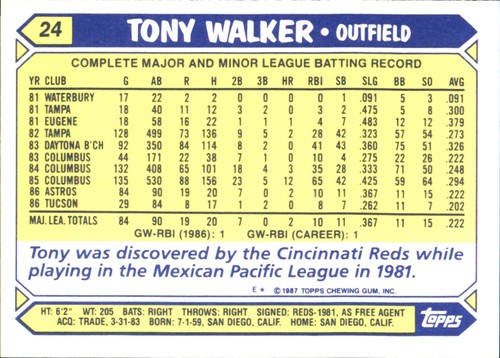 24 TONY WALKER • OUTFIELD
COMPLETE MAJOR AND MINOR LEAGUE BATTING RECORD
YR CLUB G AB R H 2B 3B HR RBI SB SLG BB SO AVG
81 WATERBURY 17 22 2 2 0 0 0 0 1 .091 5 3 .091
81 TAMPA 18 40 11 12 3 2 0 3 2 .475 5 8 .300
81 EUGENE 18 58 16 22 1 1 1 7 3 .483 12 12 .379
82 TAMPA 128 499 73 136 9 5 2 28 42 .323 57 54 .273
83 DAYTONA B'CH 92 350 84 114 8 2 0 41 43 .360 75 51 .326
83 COLUMBUS 44 171 22 38 7 1 0 10 4 .275 22 26 .222
84 COLUMBUS 132 408 65 101 18 4 3 35 28 .333 71 50 .248
85 COLUMBUS 135 530 88 156 23 5 12 65 42 .425 59 64 .294
86 ASTROS 84 90 19 20 7 0 2 10 11 .367 11 15 .222
86 TUCSON 29 84 8 17 1 2 0 6 2 .262 11 7 .202
MAJ. LEA. TOTALS 84 90 19 20 7 0 2 10 11 .367 11 15 .222
GW-RBI (1986): 1 GW-RBI (CAREER): 1
Tony was discovered by the Cincinnati Reds while
playing in the Mexican Pacific League in 1981.
E * © 1987 TOPPS CHEWING GUM, INC.
HT: 6'2" WT: 205 BATS: RIGHT THROWS: RIGHT SIGNED: REDS-1981, AS FREE AGENT
ACQ: TRADE, 3-31-83 BORN: 7-1-59, SAN DIEGO, CALIF. HOME: SAN DIEGO, CALIF.
TOPPS